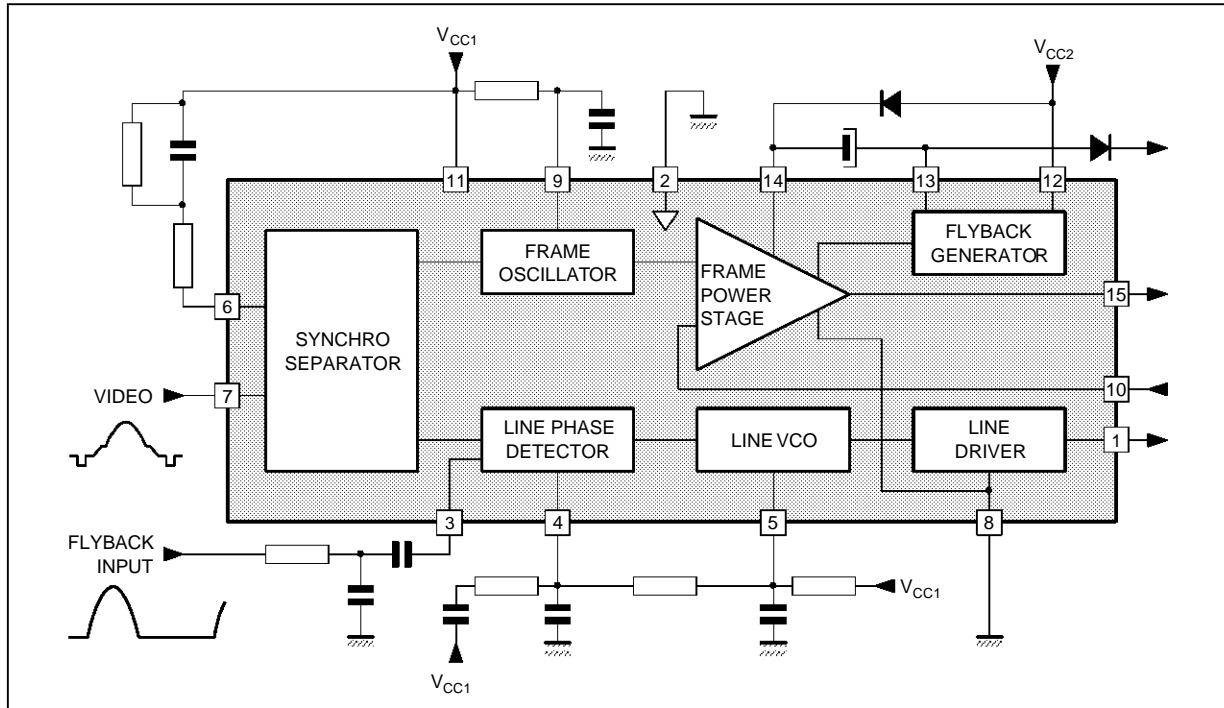 VCC1
VCC2
11
9
2
14
13
12
FLYBACK
GENERATOR
FRAME
OSCILLATOR
FRAME
POWER
STAGE
15
6
SYNCHRO
SEPARATOR
VIDEO
7
10
LINE PHASE
DETECTOR
LINE VCO
LINE
DRIVER
1
3
4
5
8
FLYBACK
INPUT
VCC1
VCC1